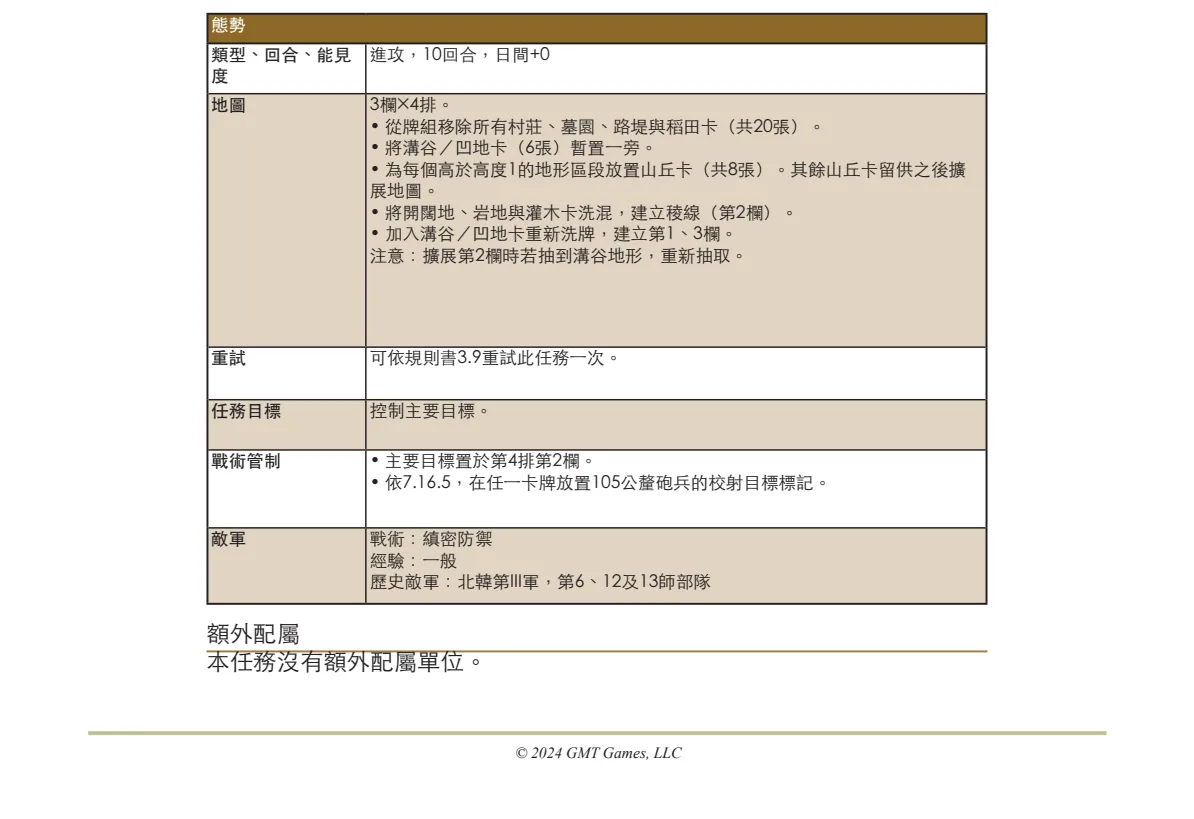 態勢
類型、回合、能見度
進攻，10回合，日間+0
地圖
3欄×4排。
• 從牌組移除所有村莊、墓園、路堤與稻田卡（共20張）。
• 將溝谷／凹地卡（6張）暫置一旁。
• 為每個高於高度1的地形區段放置山丘卡（共8張）。其餘山丘卡留供之後擴
展地圖。
• 將開闊地、岩地與灌木卡洗混，建立稜線（第2欄）。
• 加入溝谷／凹地卡重新洗牌，建立第1、3欄。
注意：擴展第2欄時若抽到溝谷地形，重新抽取。
重試
可依規則書3.9重試此任務一次。
任務目標
控制主要目標。
戰術管制
• 主要目標置於第4排第2欄。
• 依7.16.5，在任一卡牌放置105公釐砲兵的校射目標標記。
敵軍
戰術：縝密防禦
經驗：一般
歷史敵軍：北韓第III軍，第6、12及13師部隊
額外配屬
本任務沒有額外配屬單位。
© 2024 GMT Games, LLC